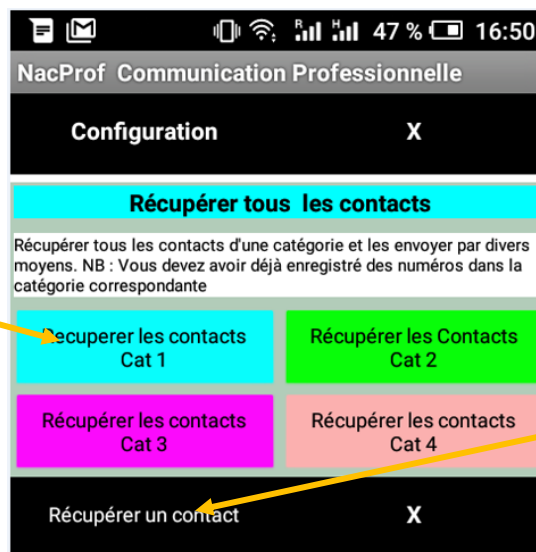 R H 47 % 16:50
NacProf Communication Professionnelle
Configuration X
Récupérer tous les contacts
Récupérer tous les contacts d'une catégorie et les envoyer par divers
moyens. NB : Vous devez avoir déjà enregistré des numéros dans la
catégorie correspondante
Recuperer les contacts
Cat 1
Récupérer les Contacts
Cat 2
Récupérer les contacts
Cat 3
Récupérer les contacts
Cat 4
Récupérer un contact X